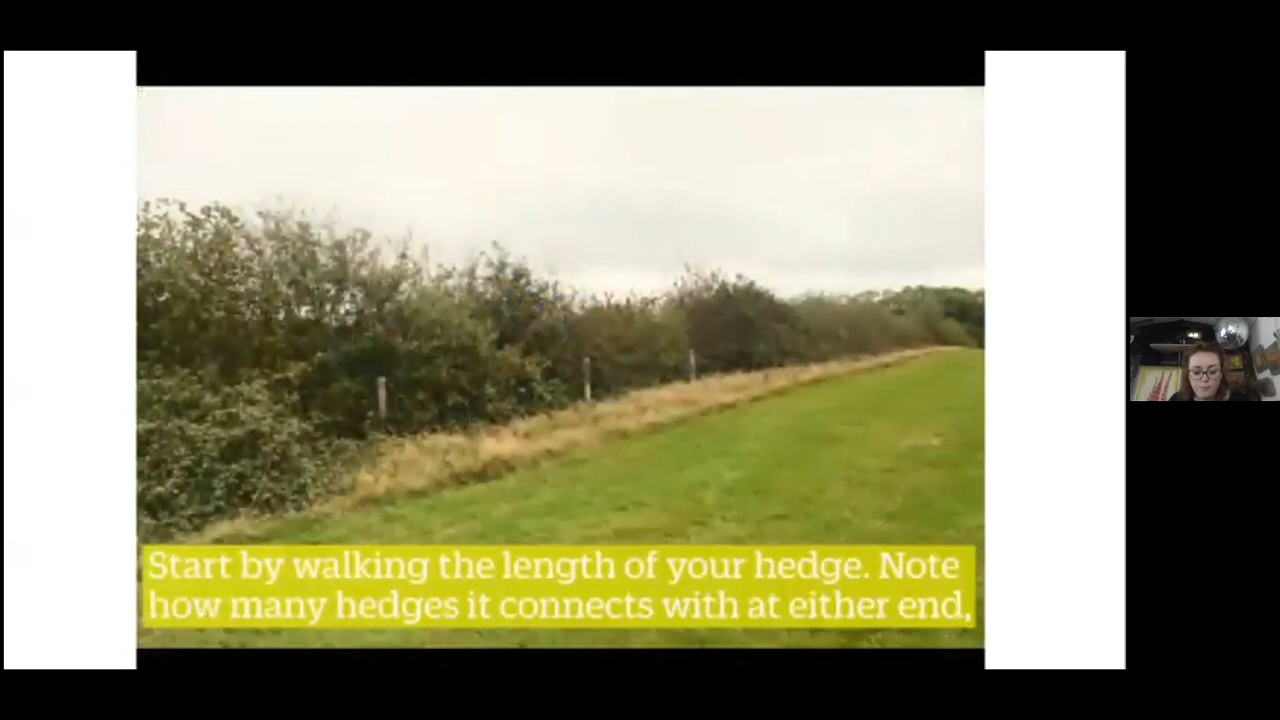 Start by walking the length of your hedge. Note
how many hedges it connects with at either end,